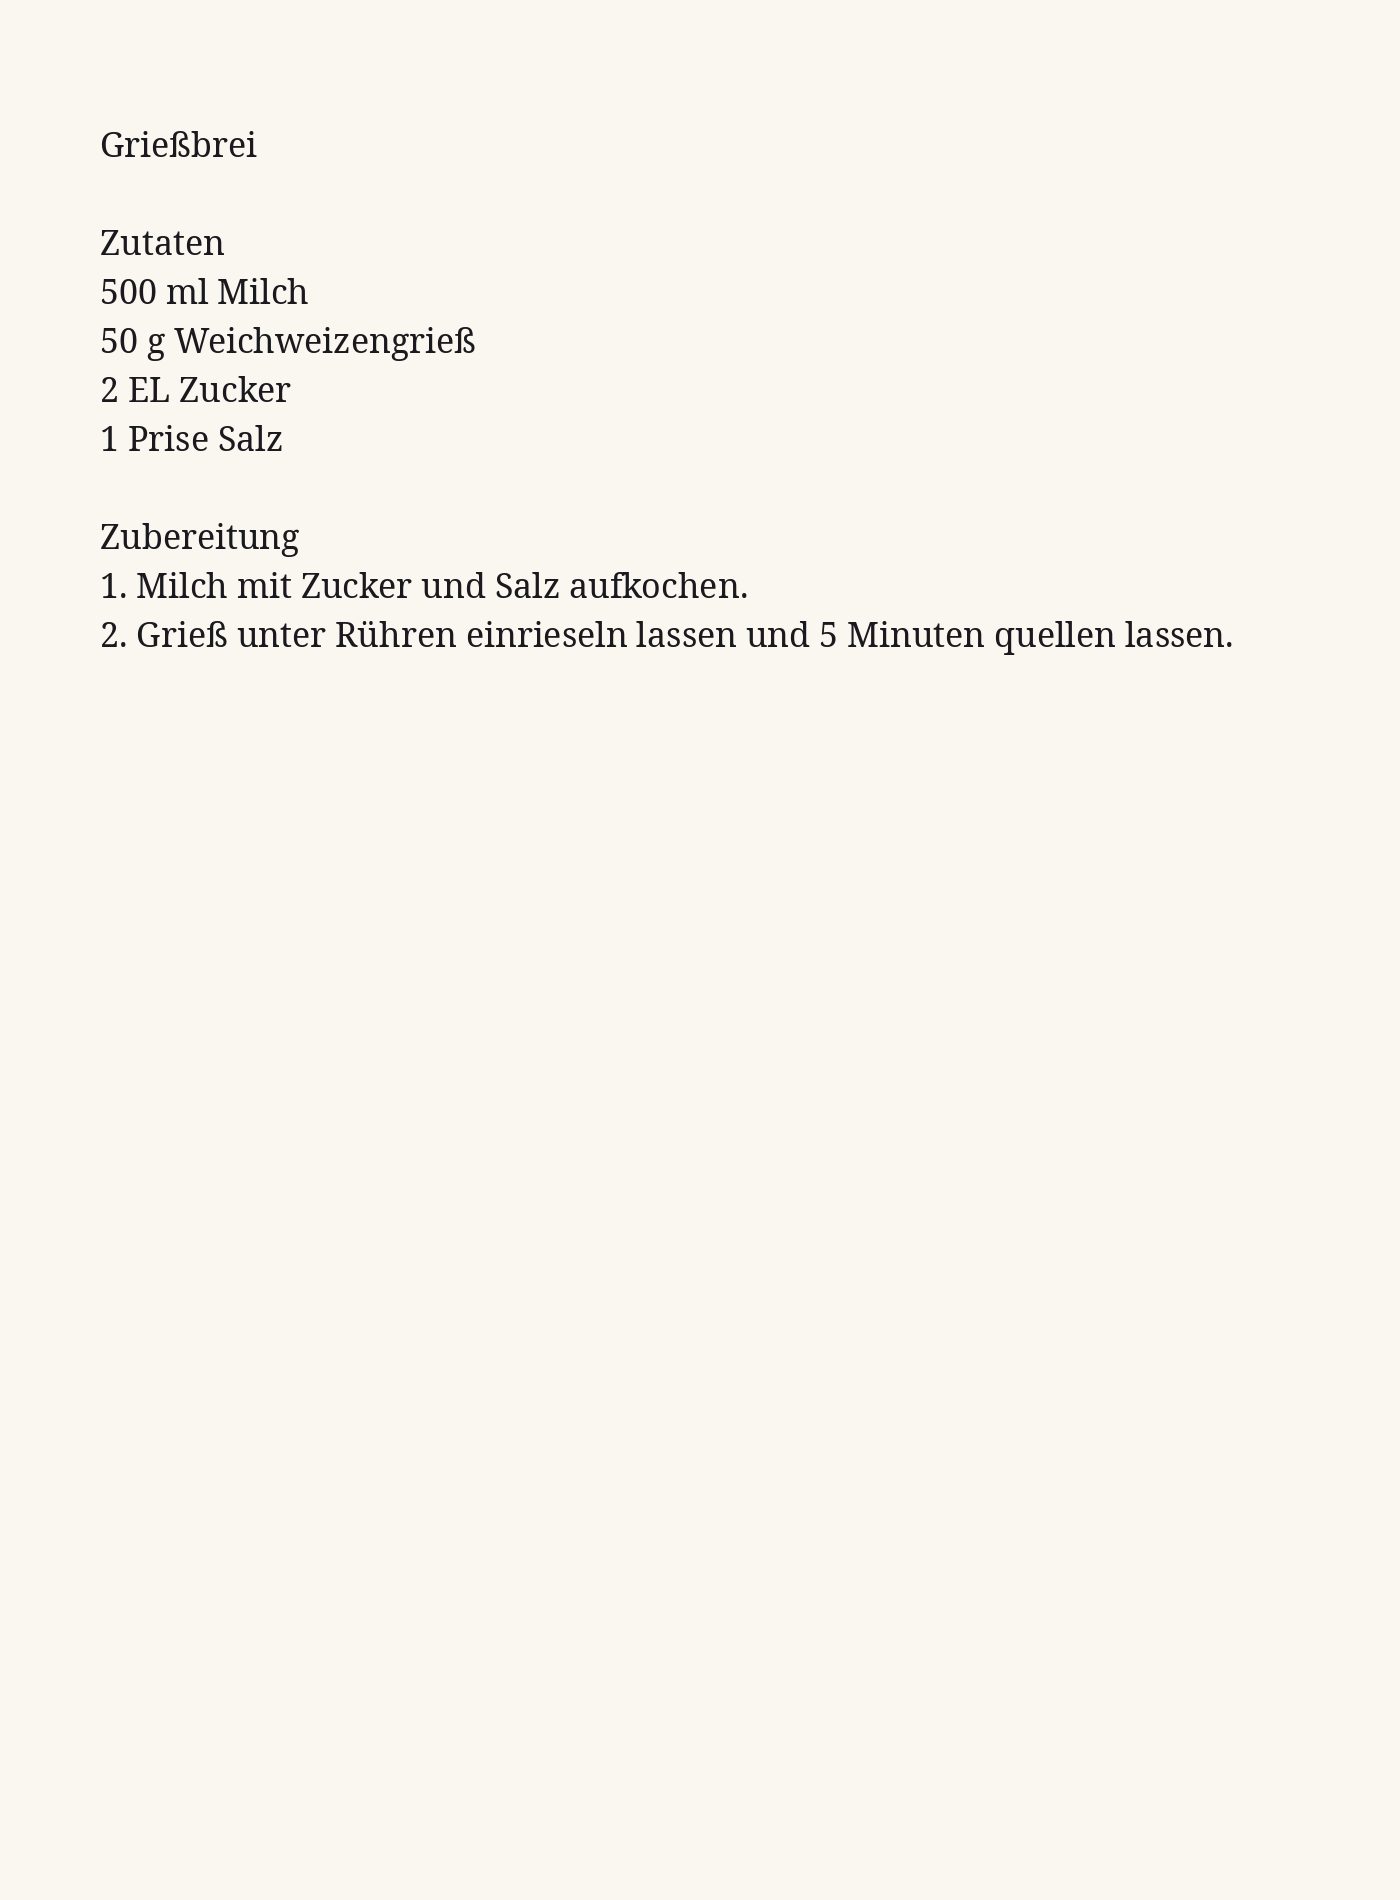 Grießbrei

Zutaten
500 ml Milch
50 g Weichweizengrieß
2 EL Zucker
1 Prise Salz

Zubereitung
1. Milch mit Zucker und Salz aufkochen.
2. Grieß unter Rühren einrieseln lassen und 5 Minuten quellen lassen.